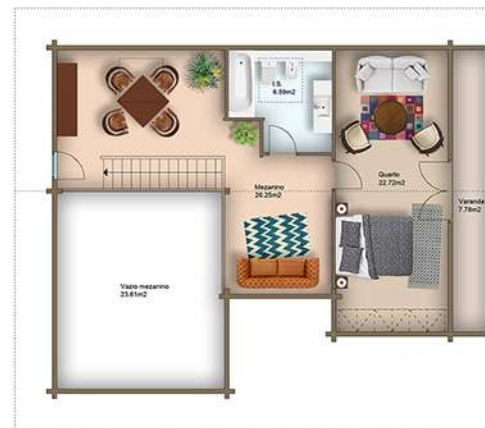 I.S.
6.59m2
Quarto
22.72m2
Mezanino
26.25m2
Varanda
7.78m2
Vazio mezanino
23.61m2